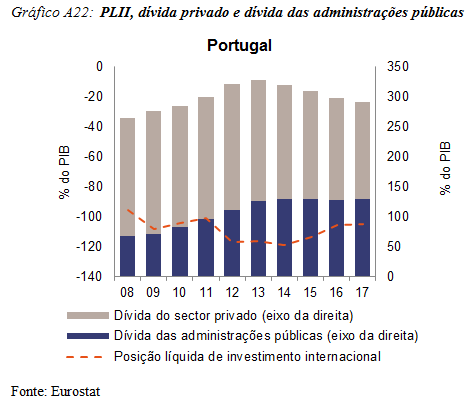 Gráfico A22: PLII, dívida privado e dívida das administrações públicas
Portugal
0
-20
-40
-60
-80
-100
-120
-140
% do PIB
350
300
250
200
150
100
50
0
% do PIB
08 09 10 11 12 13 14 15 16 17
Dívida do sector privado (eixo da direita)
Dívida das administrações públicas (eixo da direita)
Posição líquida de investimento internacional
Fonte: Eurostat